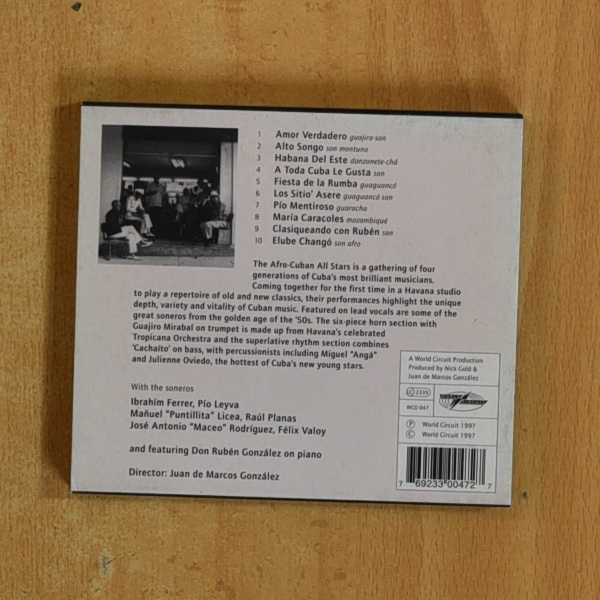 1 Amor Verdadero guajira-son
2 Alto Songo son montuno
3 Habana Del Este danzonete-chá
4 A Toda Cuba Le Gusta son
5 Fiesta de la Rumba guaguancó
6 Los Sitio' Asere guaguancó son
7 Pío Mentiroso guaracha
8 María Caracoles mozambiqué
9 Clasiqueando con Rubén son
10 Elube Changó son afro
The Afro-Cuban All Stars is a gathering of four
generations of Cuba's most brilliant musicians.
Coming together for the first time in a Havana studio
to play a repertoire of old and new classics, their performances highlight the unique
depth, variety and vitality of Cuban music. Featured on lead vocals are some of the
great soneros from the golden age of the '50s. The six-piece horn section with
Guajiro Mirabal on trumpet is made up from Havana's celebrated
Tropicana Orchestra and the superlative rhythm section combines
'Cachaíto' on bass, with percussionists including Miguel "Angá"
and Julienne Oviedo, the hottest of Cuba's new young stars.
With the soneros
Ibrahím Ferrer, Pío Leyva
Mañuel "Puntillita" Licea, Raúl Planas
José Antonio "Maceo" Rodríguez, Félix Valoy
and featuring Don Rubén González on piano
Director: Juan de Marcos González
A World Circuit Production
Produced by Nick Gold &
Juan de Marcos González
LC 2339
WORLD CIRCUIT
WCD 047
Ⓟ World Circuit 1997
© World Circuit 1997
7 69233 00472 7